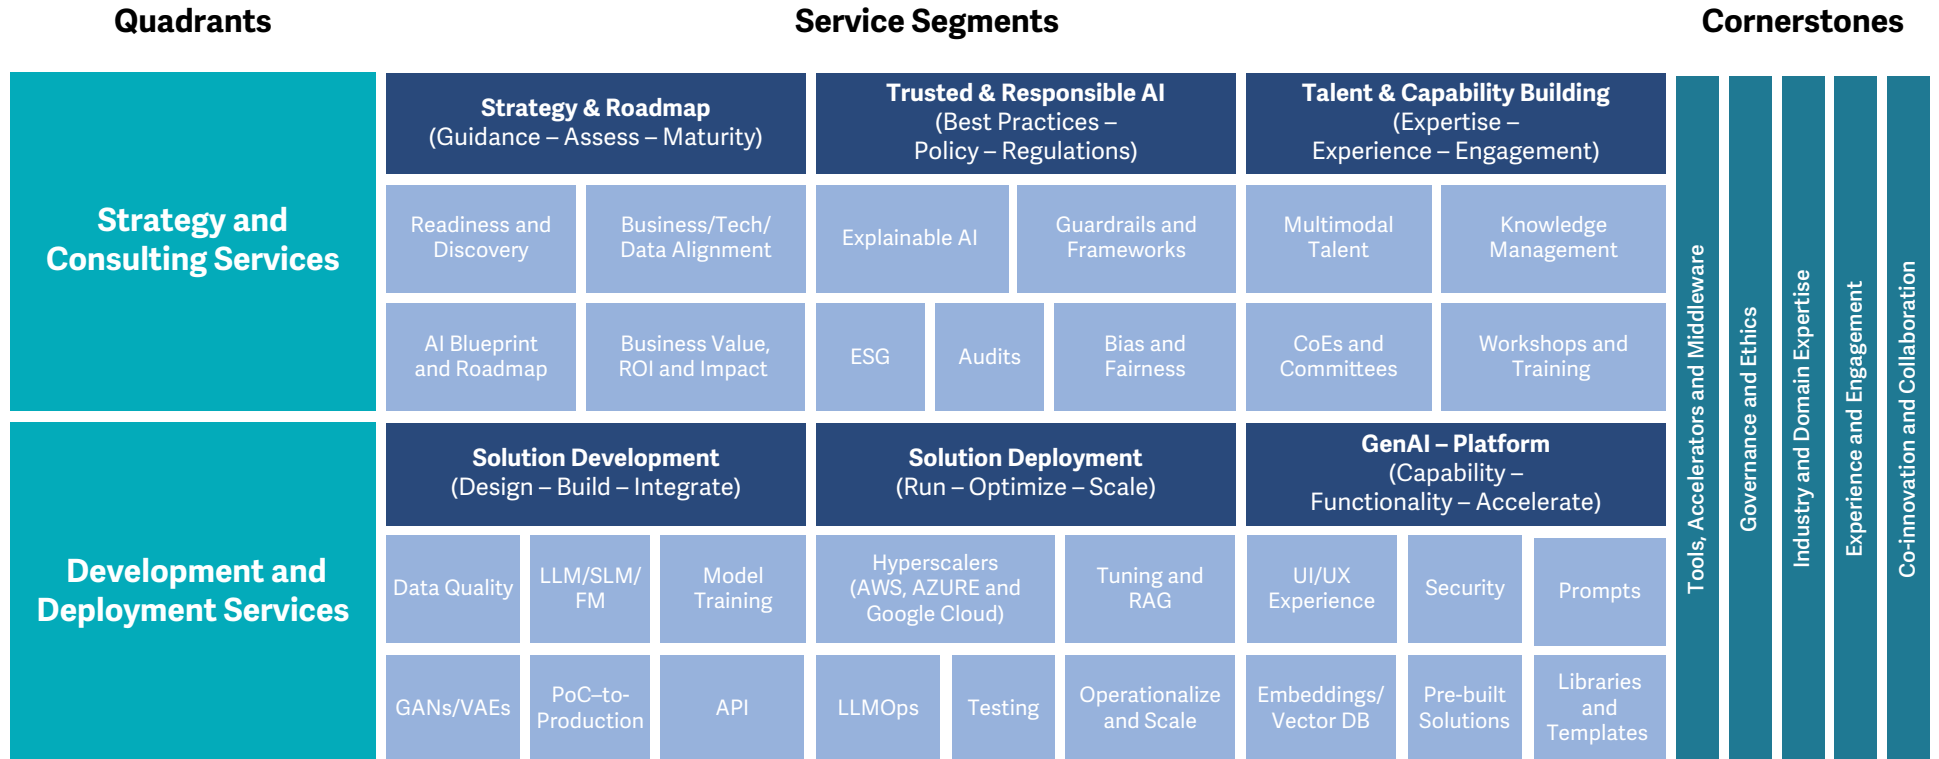 Quadrants
Service Segments
Cornerstones
Strategy and
Consulting Services
Strategy & Roadmap
(Guidance – Assess – Maturity)
Trusted & Responsible AI
(Best Practices –
Policy – Regulations)
Talent & Capability Building
(Expertise –
Experience – Engagement)
Readiness and
Discovery
Business/Tech/
Data Alignment
Explainable AI
Guardrails and
Frameworks
Multimodal
Talent
Knowledge
Management
AI Blueprint
and Roadmap
Business Value,
ROI and Impact
ESG
Audits
Bias and
Fairness
CoEs and
Committees
Workshops and
Training
Development and
Deployment Services
Solution Development
(Design – Build – Integrate)
Solution Deployment
(Run – Optimize – Scale)
GenAI – Platform
(Capability –
Functionality – Accelerate)
Data Quality
LLM/SLM/
FM
Model
Training
Hyperscalers
(AWS, AZURE and
Google Cloud)
Tuning and
RAG
UI/UX
Experience
Security
Prompts
GANs/VAEs
PoC–to-
Production
API
LLMOps
Testing
Operationalize
and Scale
Embeddings/
Vector DB
Pre-built
Solutions
Libraries
and
Templates
Tools, Accelerators and Middleware
Governance and Ethics
Industry and Domain Expertise
Experience and Engagement
Co-innovation and Collaboration